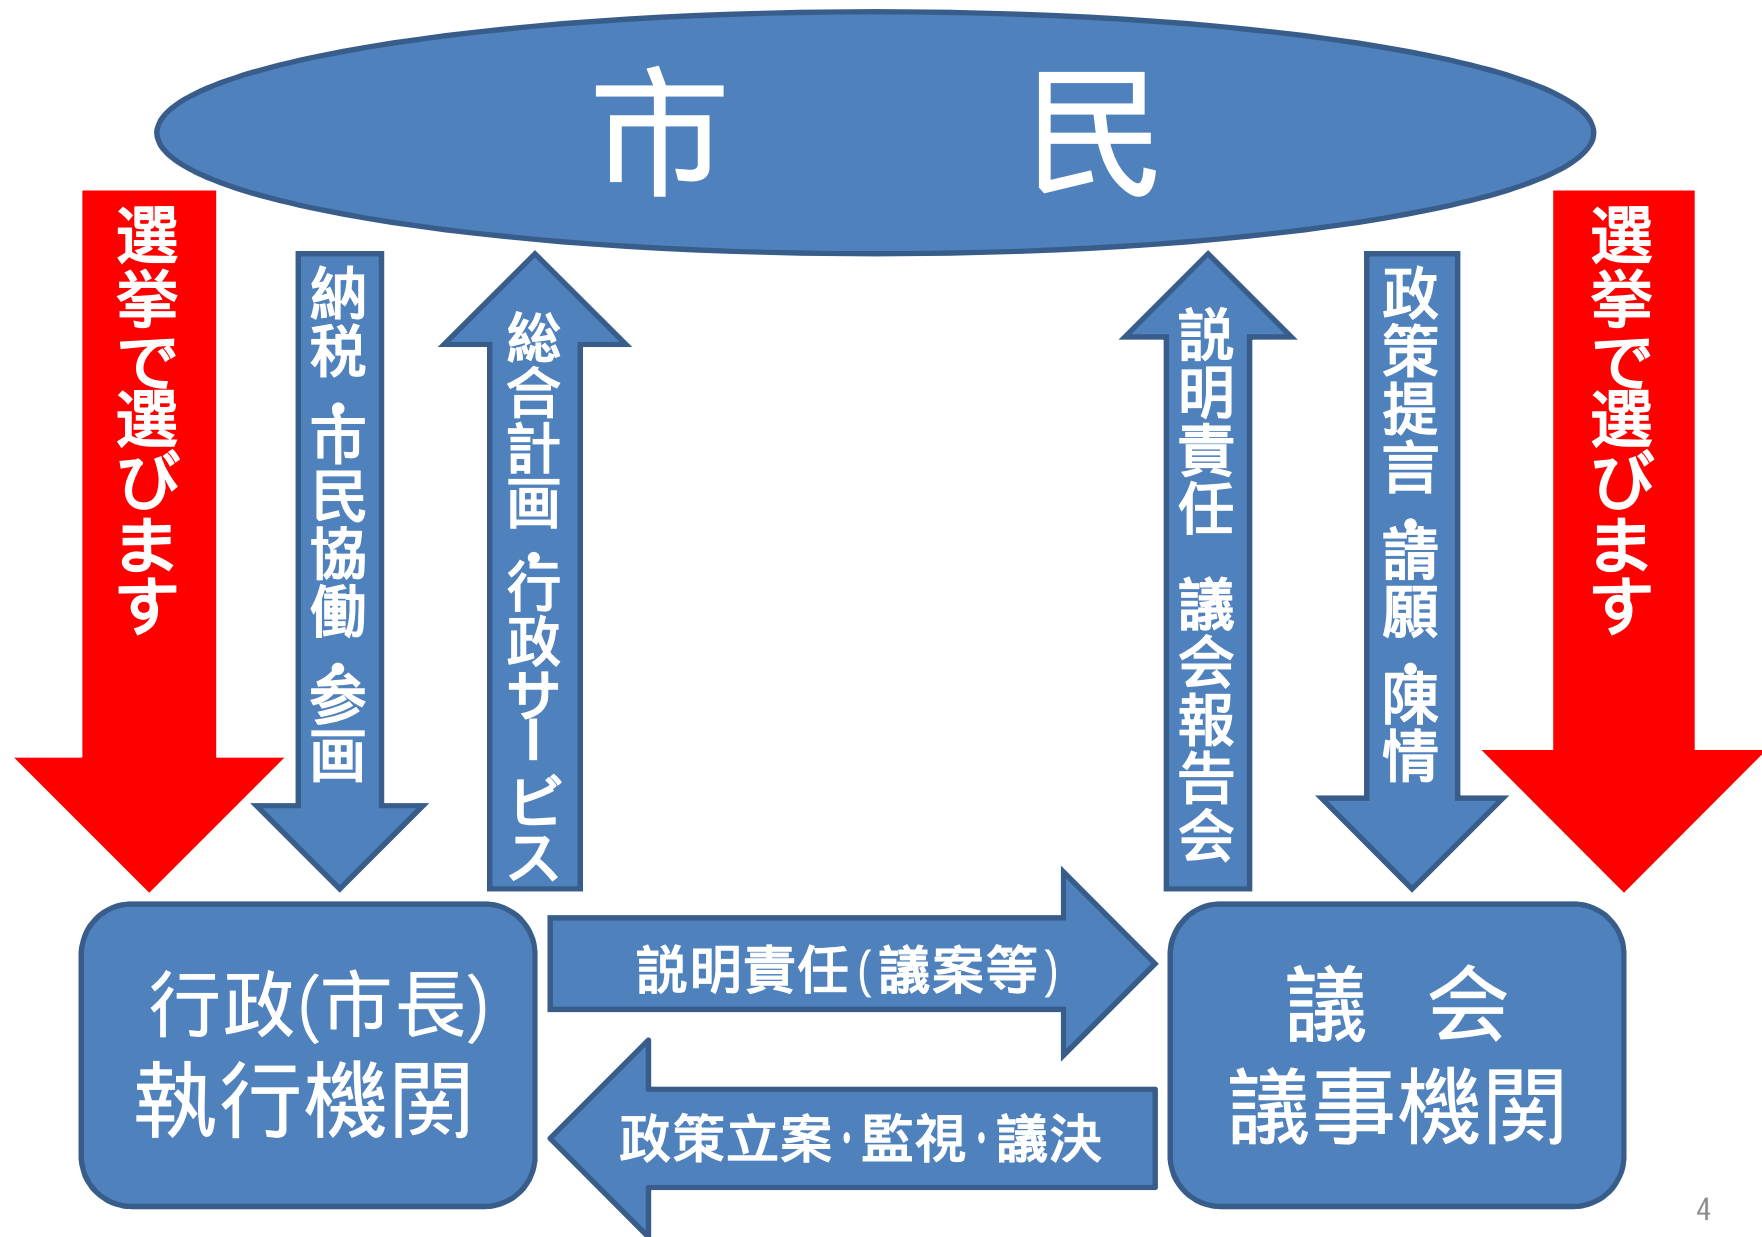 市　民
選挙で選びます
納税・市民協働・参画
総合計画・行政サービス
説明責任　議会報告会
政策提言・請願・陳情
選挙で選びます
説明責任(議案等)
政策立案・監視・議決
行政(市長)
執行機関
議　会
議事機関
4